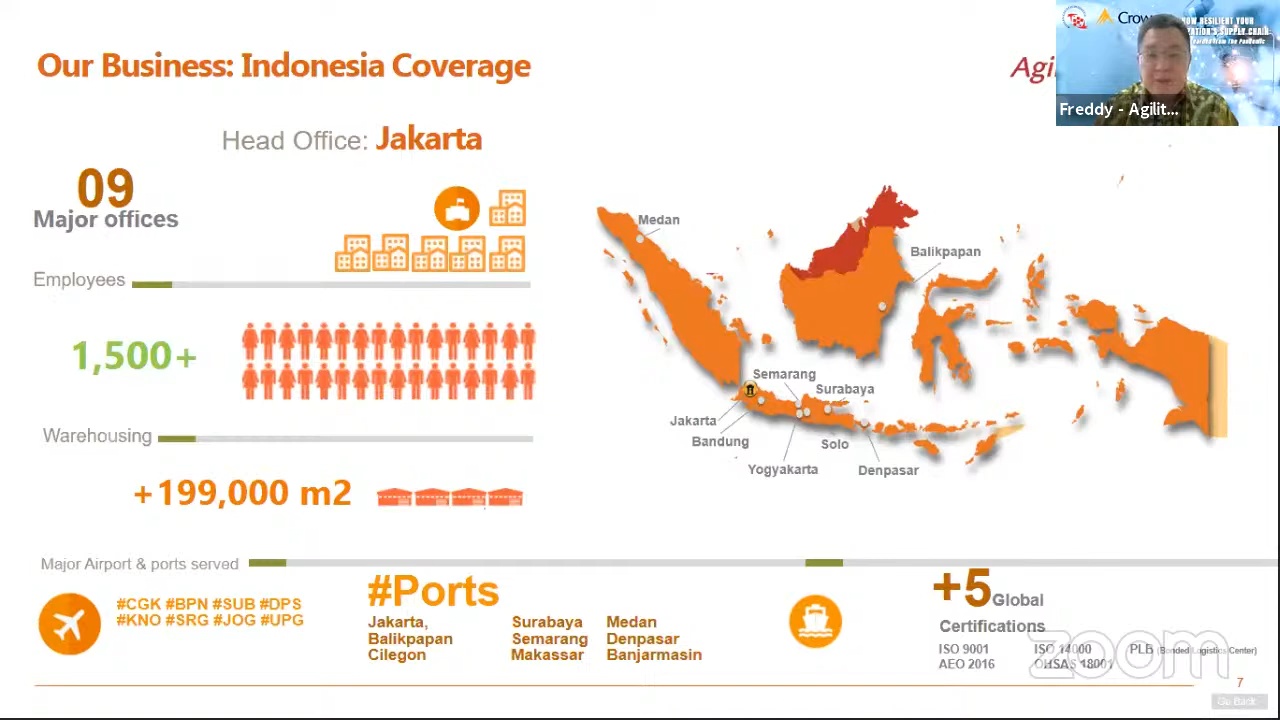 Our Business: Indonesia Coverage
Head Office: Jakarta
09
Major offices
Employees
1,500+
Warehousing
+199,000 m2
Medan
Balikpapan
Semarang
Surabaya
Jakarta
Bandung
Solo
Yogyakarta
Denpasar
Major Airport & ports served
#CGK #BPN #SUB #DPS
#KNO #SRG #JOG #UPG
#Ports
Jakarta, Surabaya Medan
Balikpapan Semarang Denpasar
Cilegon Makassar Banjarmasin
+5 Global
Certifications
ISO 9001 ISO 14000 PLB (Bonded Logistics Center)
AEO 2016 OHSAS 18001
zoom
7
Go Back
Freddy - Agilit...